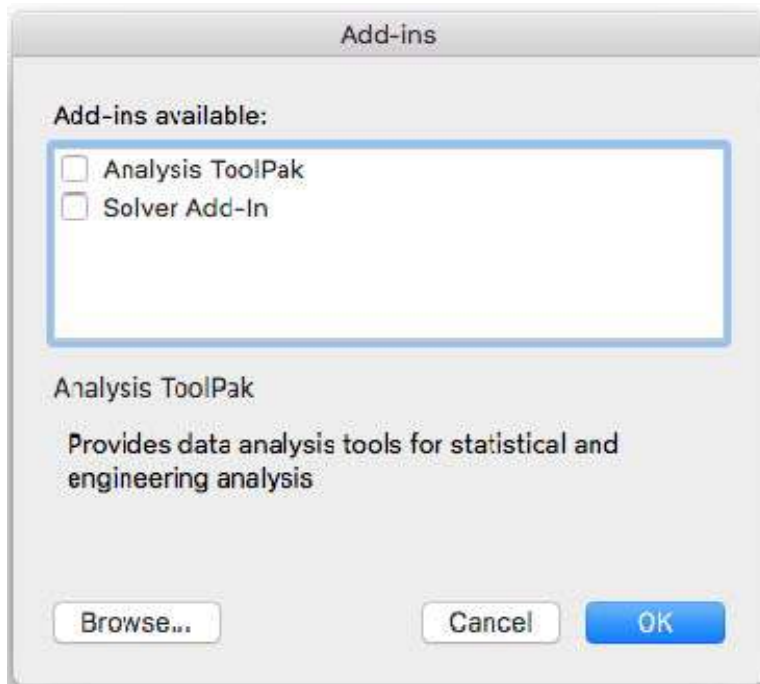 Add-ins
Add-ins available:
Analysis ToolPak
Solver Add-In
Analysis ToolPak
Provides data analysis tools for statistical and
engineering analysis
Browse...
Cancel
OK